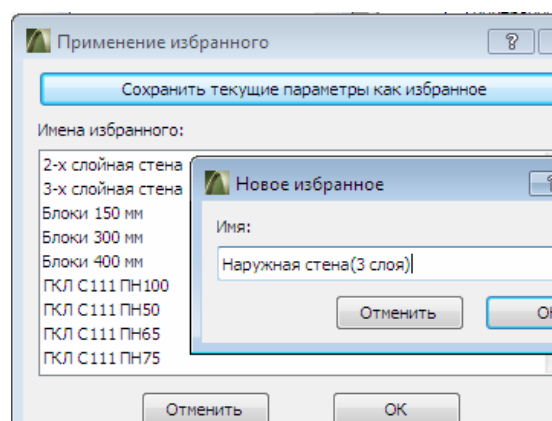 Применение избранного
Сохранить текущие параметры как избранное
Имена избранного:
2-х слойная стена
3-х слойная стена
Блоки 150 мм
Блоки 300 мм
Блоки 400 мм
ГКЛ С111 ПН100
ГКЛ С111 ПН50
ГКЛ С111 ПН65
ГКЛ С111 ПН75
Новое избранное
Имя:
Наружная стена(3 слоя)
Отменить
Отменить
ОК